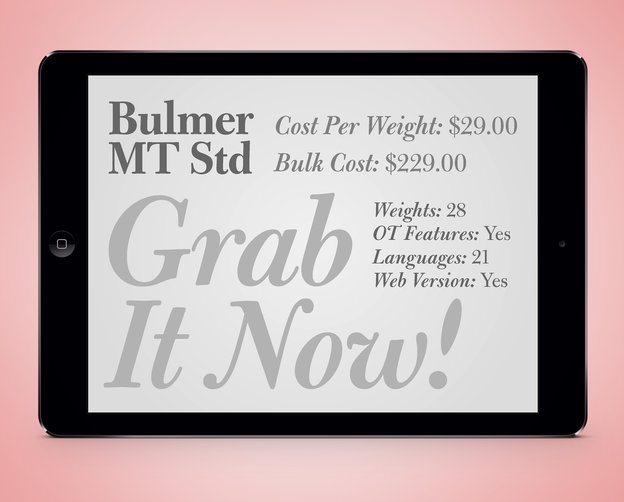 Bulmer
MT Std
Cost Per Weight: $29.00
Bulk Cost: $229.00
Grab
It Now!
Weights: 28
OT Features: Yes
Languages: 21
Web Version: Yes